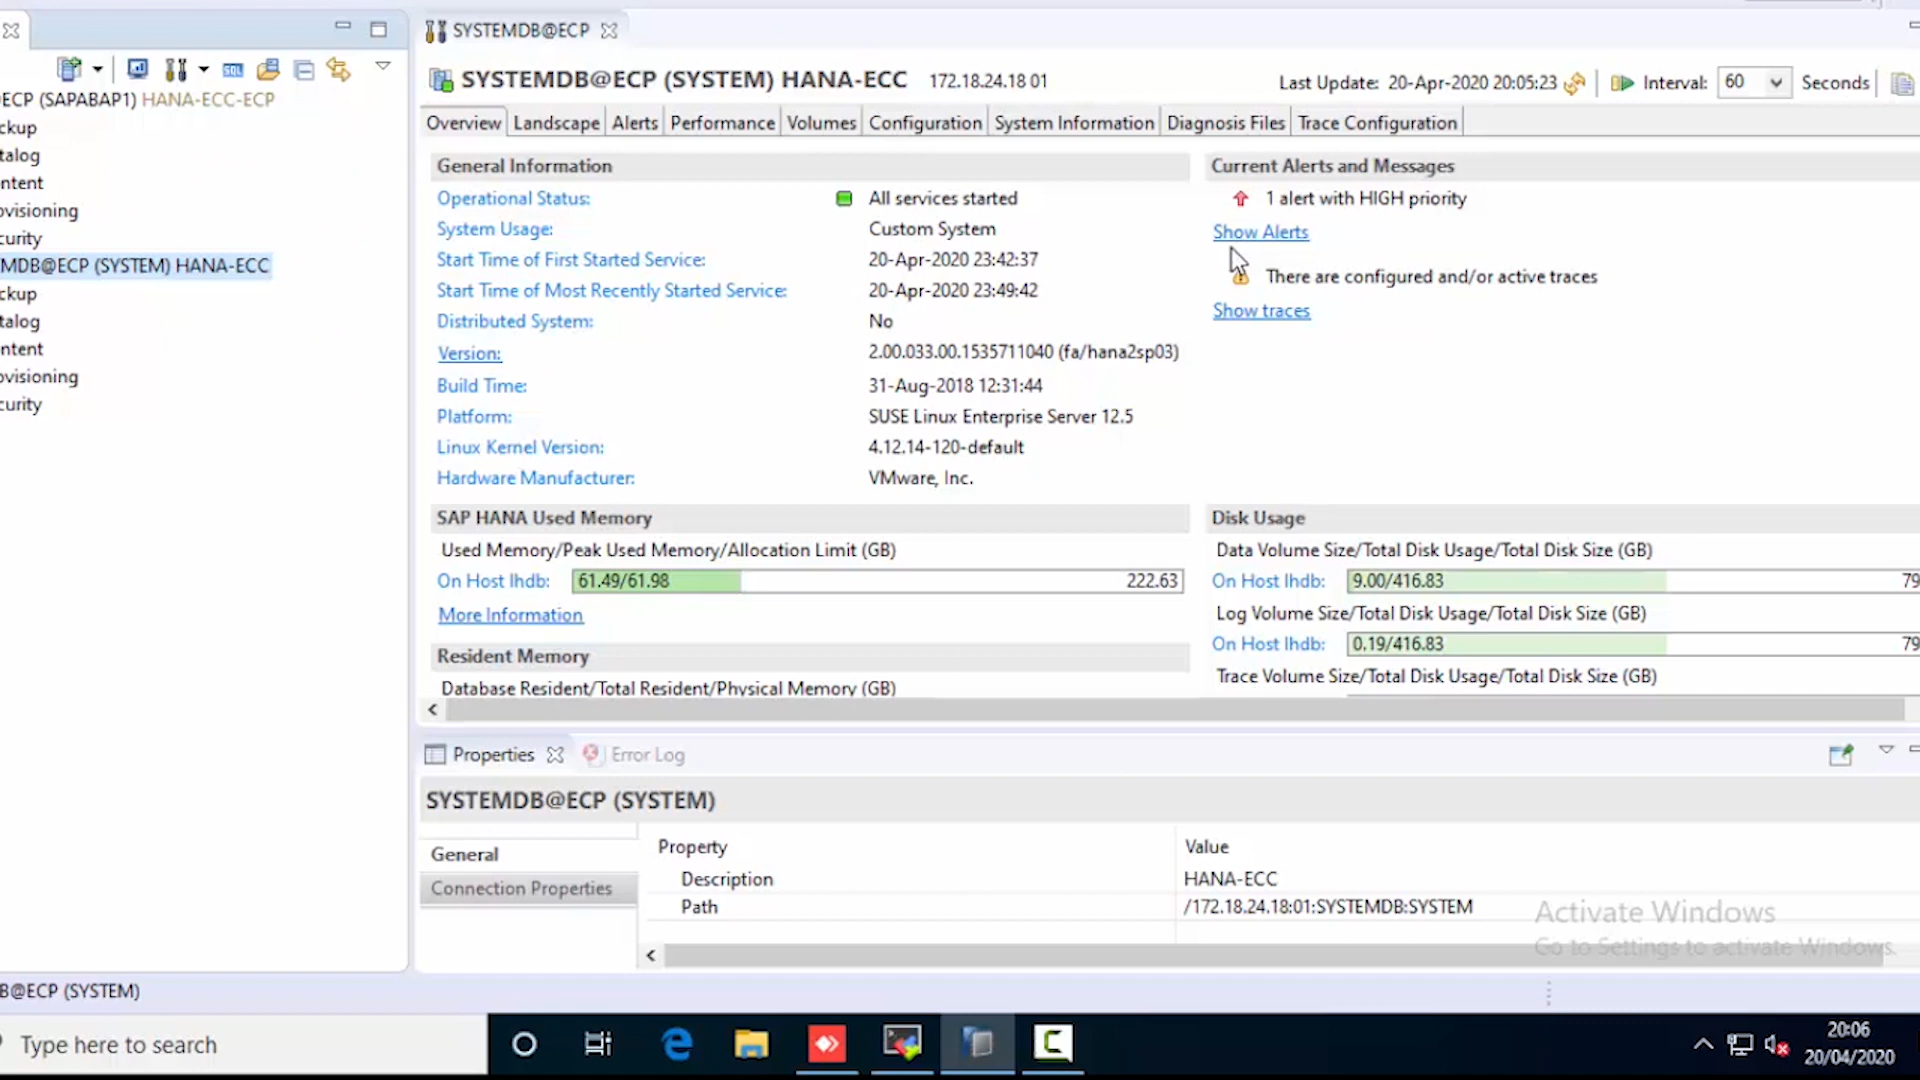 SYSTEMDB@ECP
SYSTEMDB@ECP (SYSTEM) HANA-ECC 172.18.24.18 01
Last Update: 20-Apr-2020 20:05:23 Interval: 60 Seconds
Overview Landscape Alerts Performance Volumes Configuration System Information Diagnosis Files Trace Configuration
ECP (SAPABAP1) HANA-ECC-ECP
ckup
talog
ntent
ovisioning
curity
MDB@ECP (SYSTEM) HANA-ECC
ckup
talog
ntent
ovisioning
curity
General Information
Operational Status: All services started
System Usage: Custom System
Start Time of First Started Service: 20-Apr-2020 23:42:37
Start Time of Most Recently Started Service: 20-Apr-2020 23:49:42
Distributed System: No
Version: 2.00.033.00.1535711040 (fa/hana2sp03)
Build Time: 31-Aug-2018 12:31:44
Platform: SUSE Linux Enterprise Server 12.5
Linux Kernel Version: 4.12.14-120-default
Hardware Manufacturer: VMware, Inc.
Current Alerts and Messages
1 alert with HIGH priority
Show Alerts
There are configured and/or active traces
Show traces
SAP HANA Used Memory
Used Memory/Peak Used Memory/Allocation Limit (GB)
On Host lhdb: 61.49/61.98 222.63
More Information
Resident Memory
Database Resident/Total Resident/Physical Memory (GB)
Disk Usage
Data Volume Size/Total Disk Usage/Total Disk Size (GB)
On Host lhdb: 9.00/416.83 79
Log Volume Size/Total Disk Usage/Total Disk Size (GB)
On Host lhdb: 0.19/416.83 79
Trace Volume Size/Total Disk Usage/Total Disk Size (GB)
Properties Error Log
SYSTEMDB@ECP (SYSTEM)
General
Connection Properties
Property Value
Description HANA-ECC
Path /172.18.24.18:01:SYSTEMDB:SYSTEM
Activate Windows
Go to Settings to activate Windows.
B@ECP (SYSTEM)
Type here to search
20:06
20/04/2020